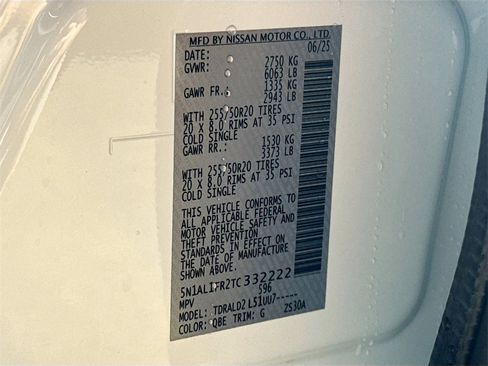 MFD BY NISSAN MOTOR CO., LTD.
DATE: 06/25
GVWR: 2750 KG
6063 LB
GAWR FR.: 1335 KG
2943 LB
WITH 255/50R20 TIRES
20 X 8.0 RIMS AT 35 PSI
COLD SINGLE
GAWR RR.: 1530 KG
3373 LB
WITH 255/50R20 TIRES
20 X 8.0 RIMS AT 35 PSI
COLD SINGLE
THIS VEHICLE CONFORMS TO
ALL APPLICABLE FEDERAL
MOTOR VEHICLE SAFETY AND
THEFT PREVENTION
STANDARDS IN EFFECT ON
THE DATE OF MANUFACTURE
SHOWN ABOVE.
5N1AL1FR2TC332222
MPV 596
MODEL: TDRALD2L51UU7-----
COLOR: QBE TRIM: G ZS30A